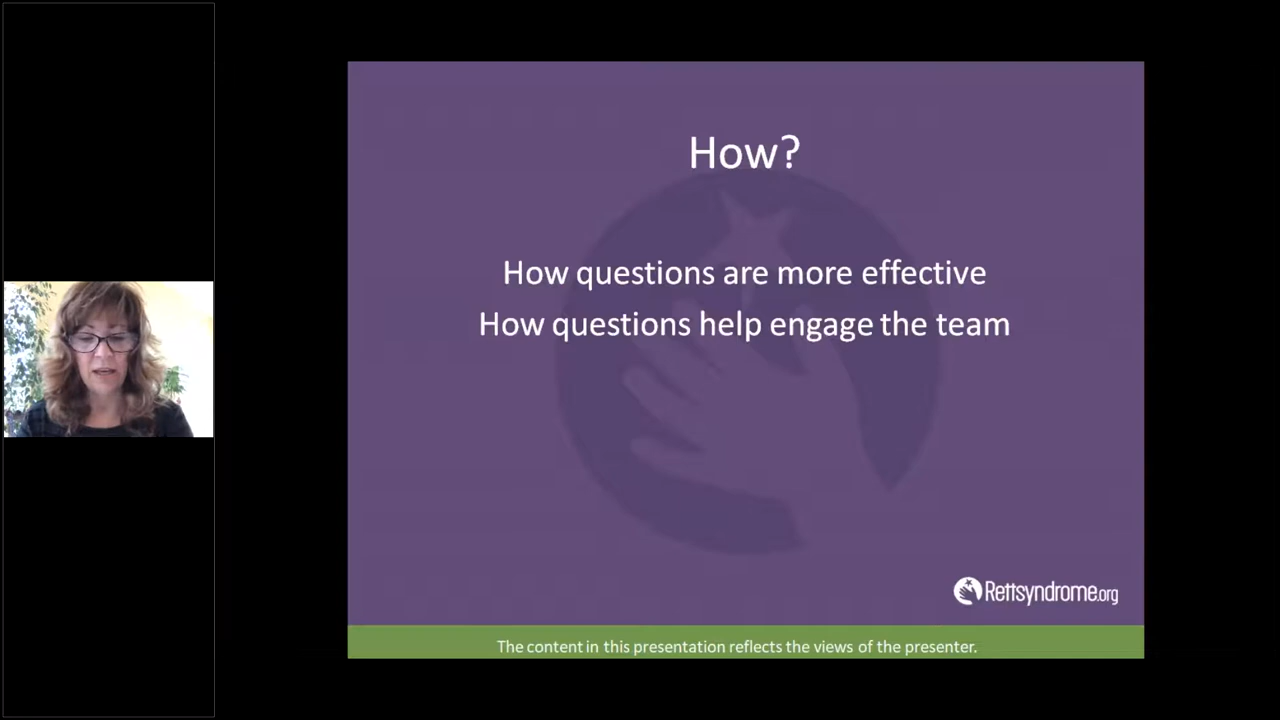 How?
How questions are more effective
How questions help engage the team
Rettsyndrome.org
The content in this presentation reflects the views of the presenter.